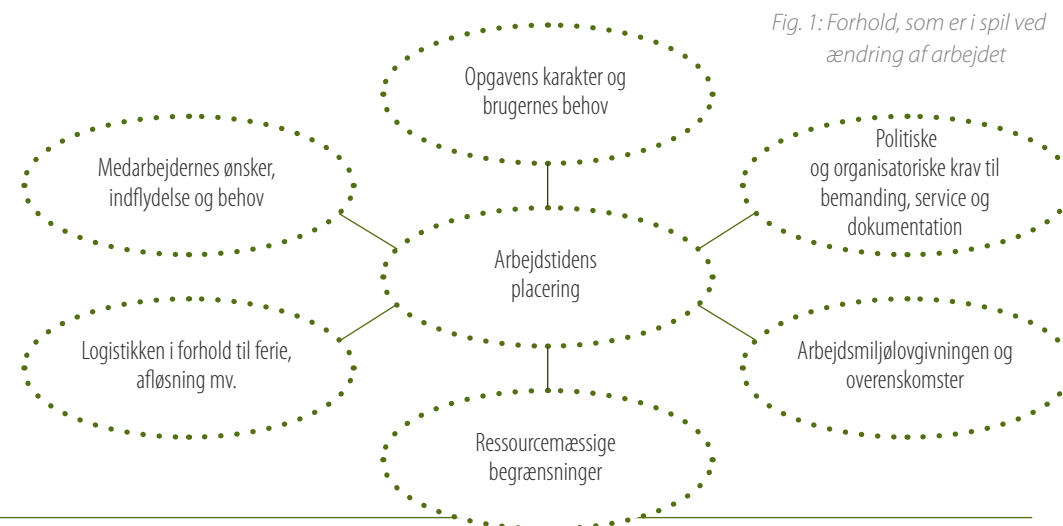 Fig. 1: Forhold, som er i spil ved
ændring af arbejdet
Opgavens karakter og
brugernes behov
Medarbejdernes ønsker,
indflydelse og behov
Politiske
og organisatoriske krav til
bemanding, service og
dokumentation
Arbejdstidens
placering
Logistikken i forhold til ferie,
afløsning mv.
Arbejdsmiljølovgivningen og
overenskomster
Ressourcemæssige
begrænsninger